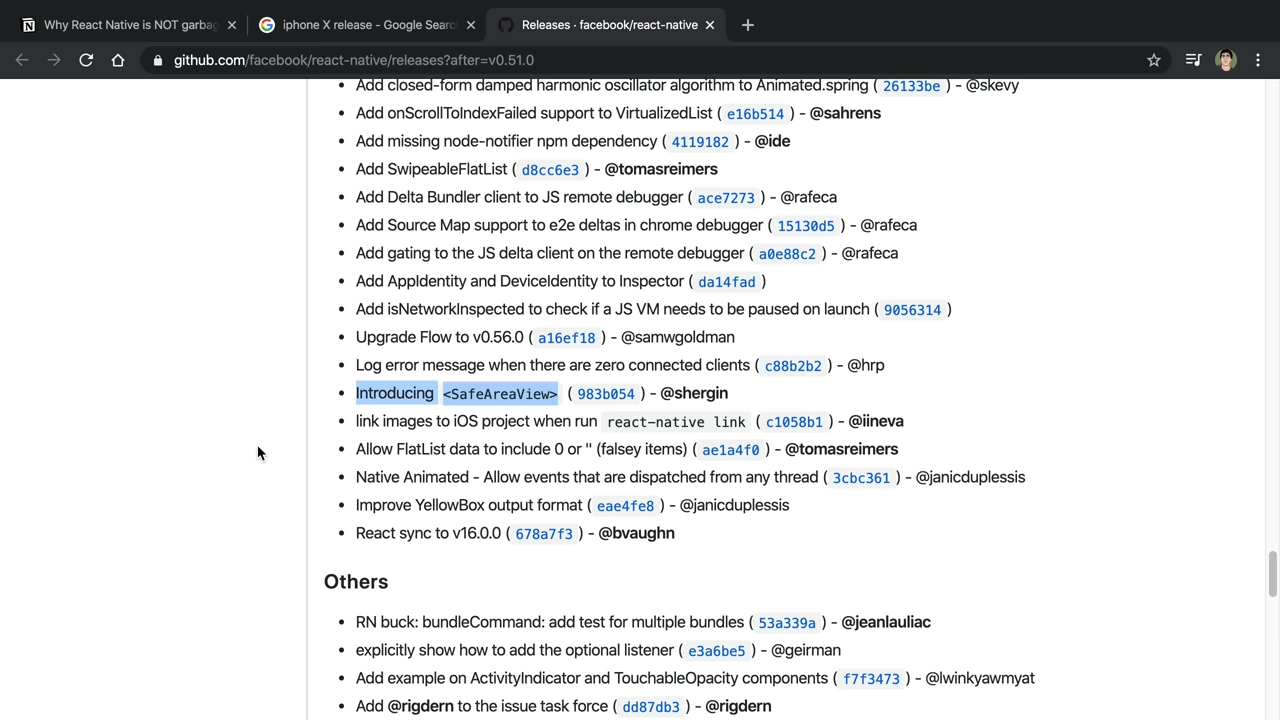 Why React Native is NOT garbag
iphone X release - Google Searc
Releases · facebook/react-native
github.com/facebook/react-native/releases?after=v0.51.0
• Add closed-form damped harmonic oscillator algorithm to Animated.spring ( 26133be ) - @skevy
• Add onScrollToIndexFailed support to VirtualizedList ( e16b514 ) - @sahrens
• Add missing node-notifier npm dependency ( 4119182 ) - @ide
• Add SwipeableFlatList ( d8cc6e3 ) - @tomasreimers
• Add Delta Bundler client to JS remote debugger ( ace7273 ) - @rafeca
• Add Source Map support to e2e deltas in chrome debugger ( 15130d5 ) - @rafeca
• Add gating to the JS delta client on the remote debugger ( a0e88c2 ) - @rafeca
• Add AppIdentity and DeviceIdentity to Inspector ( da14fad )
• Add isNetworkInspected to check if a JS VM needs to be paused on launch ( 9056314 )
• Upgrade Flow to v0.56.0 ( a16ef18 ) - @samwgoldman
• Log error message when there are zero connected clients ( c88b2b2 ) - @hrp
• Introducing <SafeAreaView> ( 983b054 ) - @shergin
• link images to iOS project when run react-native link ( c1058b1 ) - @iineva
• Allow FlatList data to include 0 or '' (falsey items) ( ae1a4f0 ) - @tomasreimers
• Native Animated - Allow events that are dispatched from any thread ( 3cbc361 ) - @janicduplessis
• Improve YellowBox output format ( eae4fe8 ) - @janicduplessis
• React sync to v16.0.0 ( 678a7f3 ) - @bvaughn
Others
• RN buck: bundleCommand: add test for multiple bundles ( 53a339a ) - @jeanlauliac
• explicitly show how to add the optional listener ( e3a6be5 ) - @geirman
• Add example on ActivityIndicator and TouchableOpacity components ( f7f3473 ) - @lwinkyawmyat
• Add @rigdern to the issue task force ( dd87db3 ) - @rigdern